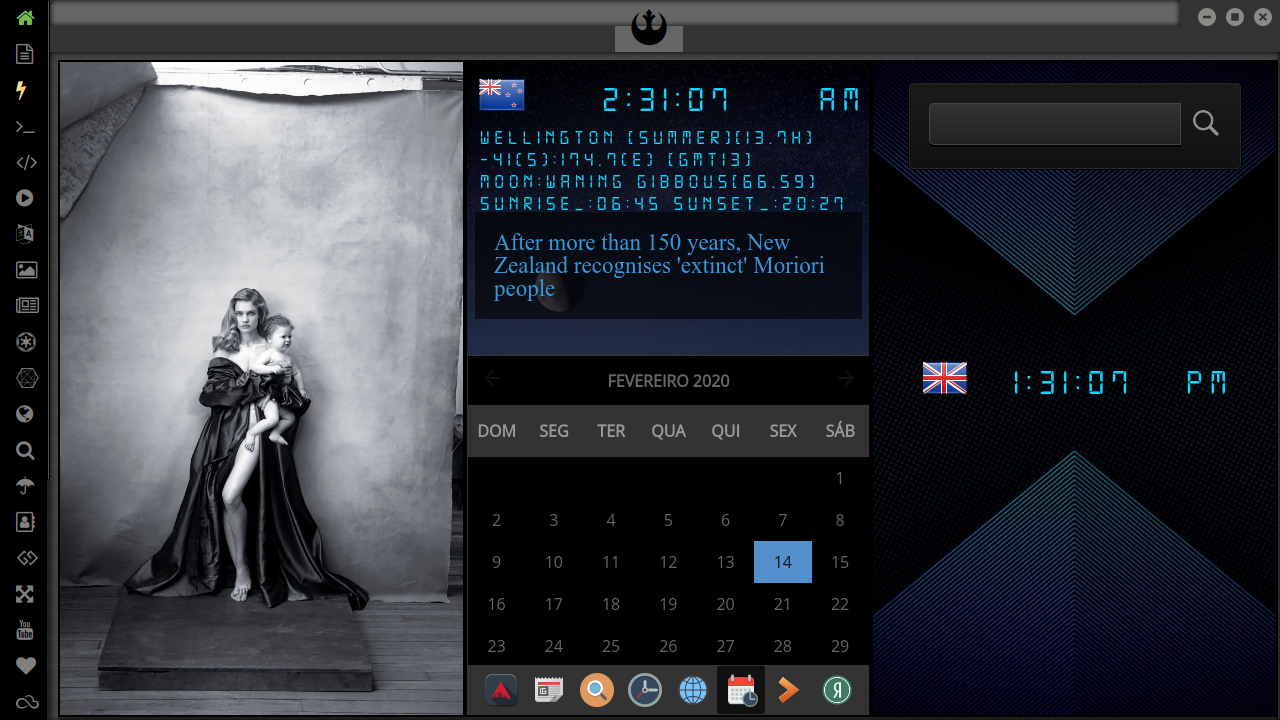 2:31:07 AM
WELLINGTON (SUMMER)(13.7H)
-41(S):174.7(E) (GMT13)
MOON:WANING GIBBOUS(66.59)
SUNRISE_:06:45 SUNSET_:20:27
After more than 150 years, New
Zealand recognises 'extinct' Moriori
people
FEVEREIRO 2020
DOM SEG TER QUA QUI SEX SÁB
1
2 3 4 5 6 7 8
9 10 11 12 13 14 15
16 17 18 19 20 21 22
23 24 25 26 27 28 29
1:31:07 PM
You
Tube
Я